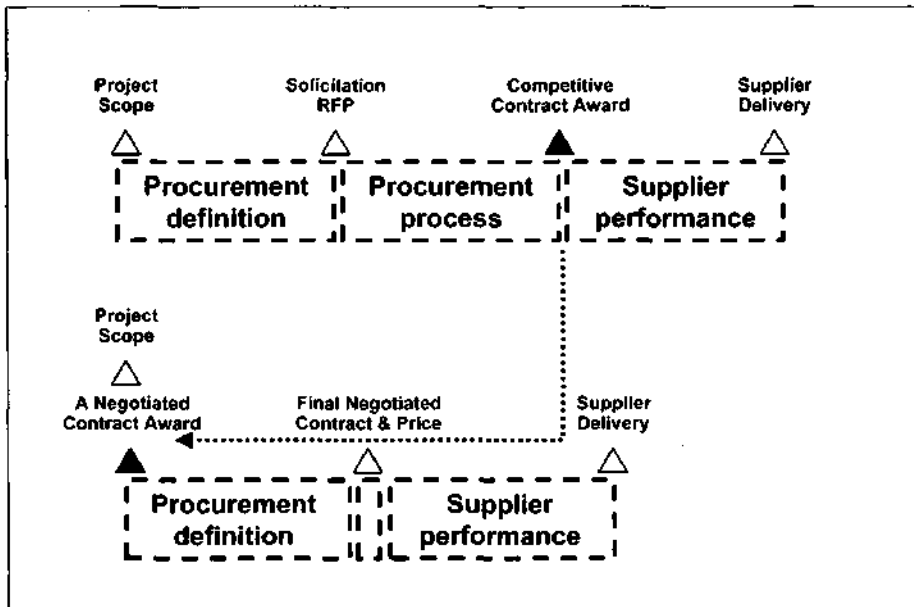 Project
Scope
Solicitation
RFP
Competitive
Contract Award
Supplier
Delivery
Procurement
definition
Procurement
process
Supplier
performance
Project
Scope
A Negotiated
Contract Award
Final Negotiated
Contract & Price
Supplier
Delivery
Procurement
definition
Supplier
performance